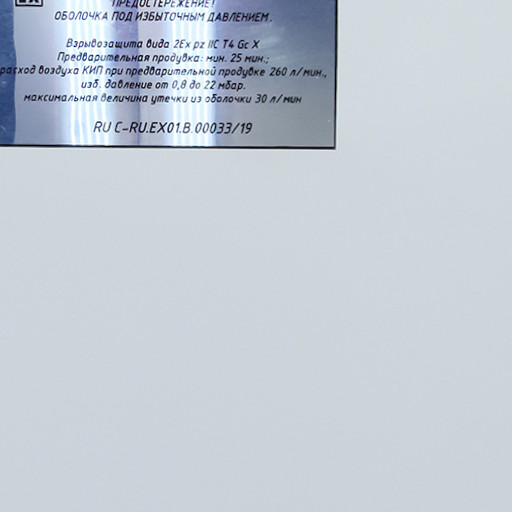 ПРЕДОСТЕРЕЖЕНИЕ!
ОБОЛОЧКА ПОД ИЗБЫТОЧНЫМ ДАВЛЕНИЕМ.
Взрывозащита вида 2Ex pz IIC T4 Gc X
Предварительная продувка: мин. 25 мин.;
расход воздуха КИП при предварительной продувке 260 л/мин.,
изб. давление от 0,8 до 22 мбар.
максимальная величина утечки из оболочки 30 л/мин
RU C-RU.EX01.B.00033/19